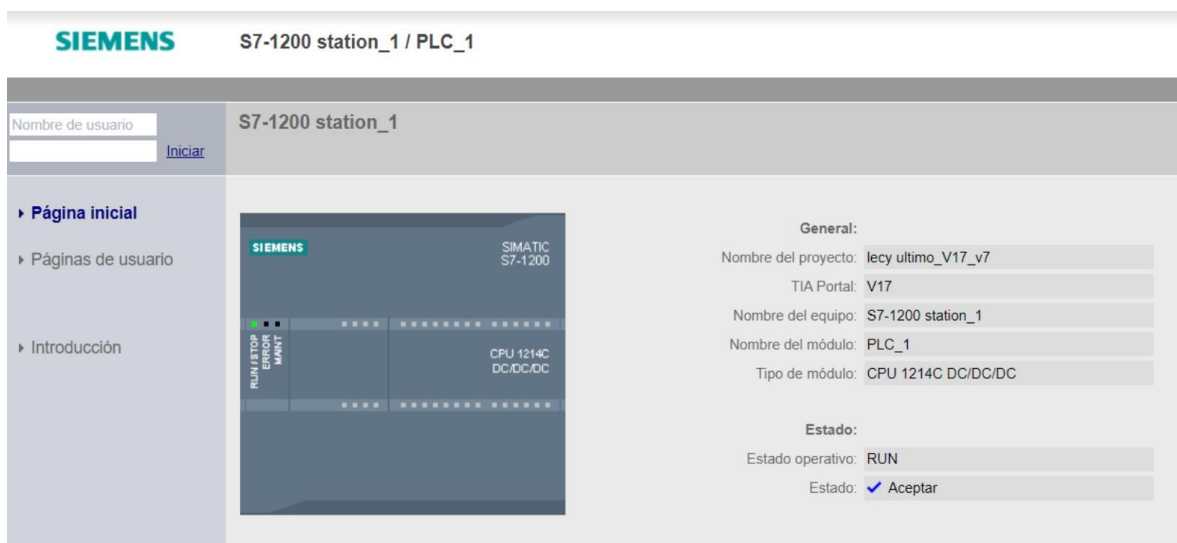 SIEMENS
S7-1200 station_1 / PLC_1
Nombre de usuario
Iniciar
S7-1200 station_1
Página inicial
Páginas de usuario
Introducción
SIEMENS
SIMATIC
S7-1200
RUN / STOP
ERROR
MAINT
CPU 1214C
DC/DC/DC
General:
Nombre del proyecto: lecy ultimo_V17_v7
TIA Portal: V17
Nombre del equipo: S7-1200 station_1
Nombre del módulo: PLC_1
Tipo de módulo: CPU 1214C DC/DC/DC
Estado:
Estado operativo: RUN
Estado: Aceptar